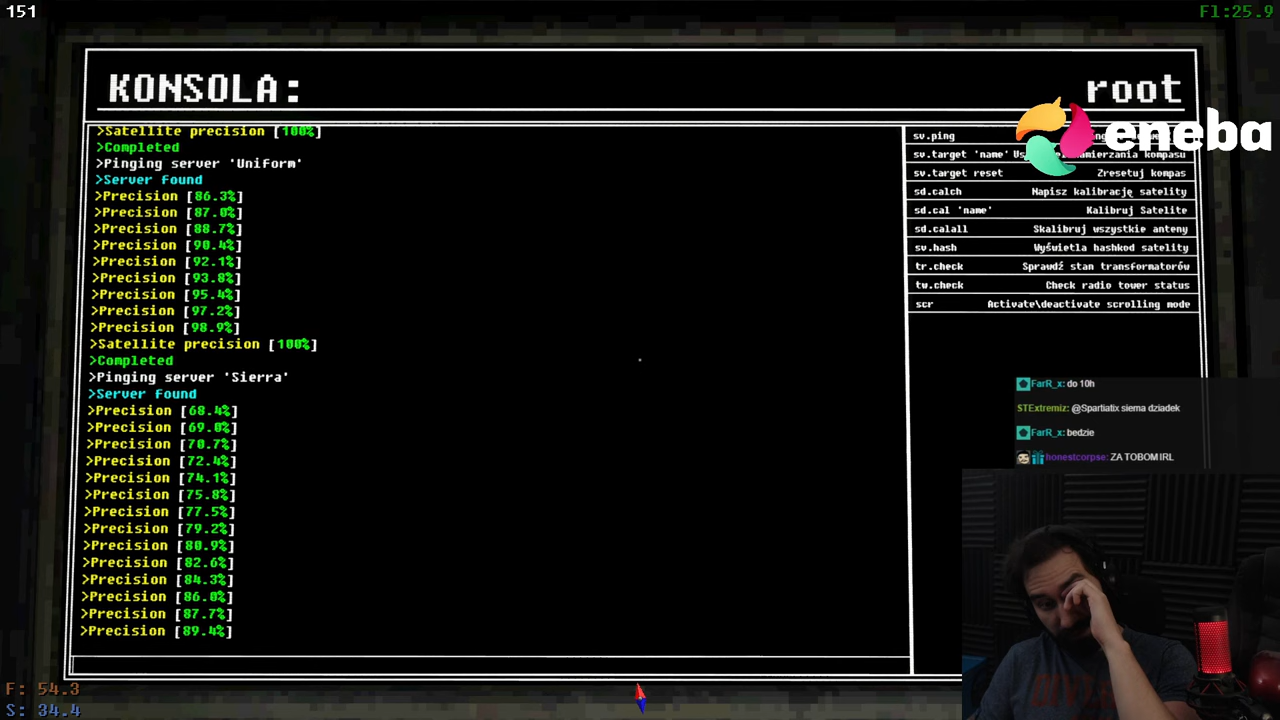 151
Fl:25.9
KONSOLA:
root
eneba
>Satellite precision [100%]
>Completed
>Pinging server 'Uniform'
>Server Found
>Precision [86.3%]
>Precision [87.0%]
>Precision [88.7%]
>Precision [90.4%]
>Precision [92.1%]
>Precision [93.8%]
>Precision [95.4%]
>Precision [97.2%]
>Precision [98.9%]
>Satellite precision [100%]
>Completed
>Pinging server 'Sierra'
>Server Found
>Precision [68.4%]
>Precision [69.0%]
>Precision [70.7%]
>Precision [72.4%]
>Precision [74.1%]
>Precision [75.8%]
>Precision [77.5%]
>Precision [79.2%]
>Precision [80.9%]
>Precision [82.6%]
>Precision [84.3%]
>Precision [86.0%]
>Precision [87.7%]
>Precision [89.4%]
sv.ping
sv.target 'name' kompasu
sv.target reset Zresetuj kompas
sd.calch Napisz kalibrację satelity
sd.cal 'name' Kalibruj Satelite
sd.calall Skalibruj wszystkie anteny
sv.hash Wyświetla hashkod satelity
tr.check Sprawdź stan transformatorów
tw.check Check radio tower status
scr Activate\deactivate scrolling mode
FarR_x: do 10h
STExtremiz: @Spartiatix siema dziadek
FarR_x: bedzie
honestcorpse: ZA TOBOM IRL
F: 54.3
S: 34.4